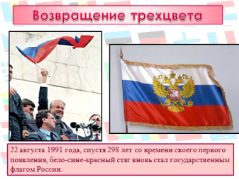 Возвращение трехцвета
22 августа 1991 года, спустя 298 лет со времени своего первого
появления, бело-сине-красный стяг вновь стал государственным
флагом России.